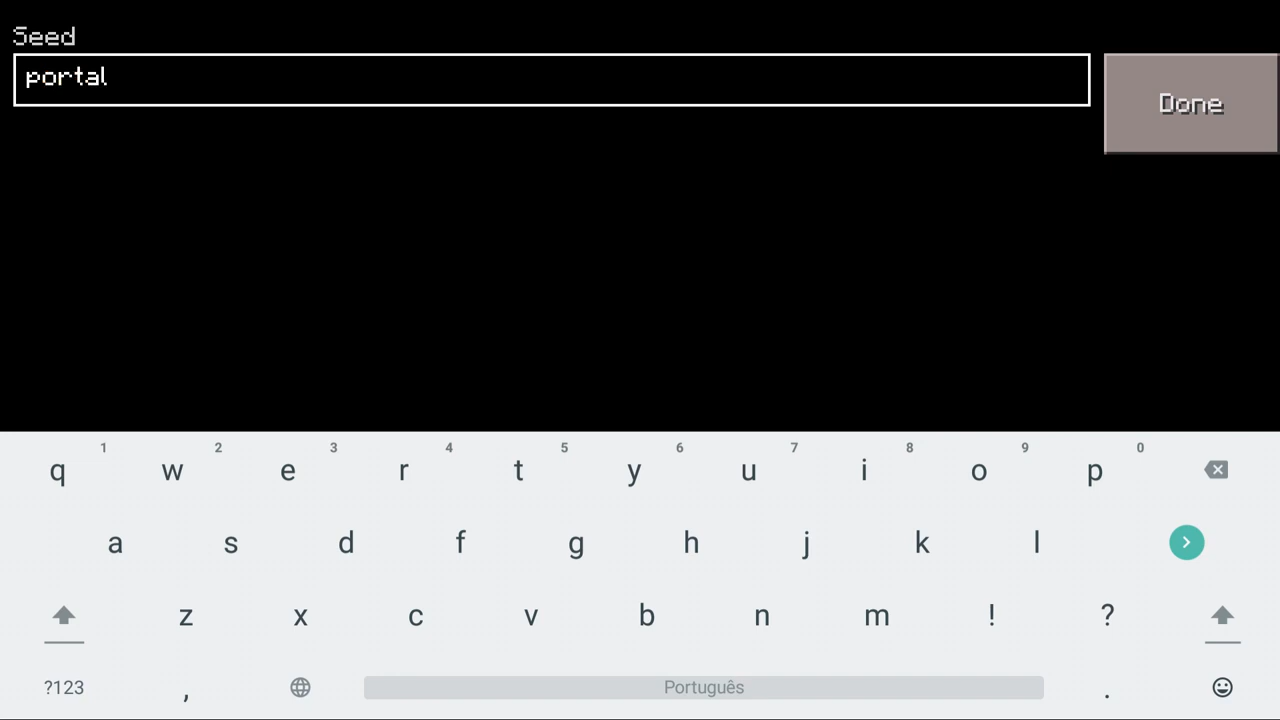 Seed
portal
Done
1 2 3 4 5 6 7 8 9 0
q w e r t y u i o p
a s d f g h j k l
z x c v b n m ! ?
?123 , Português .